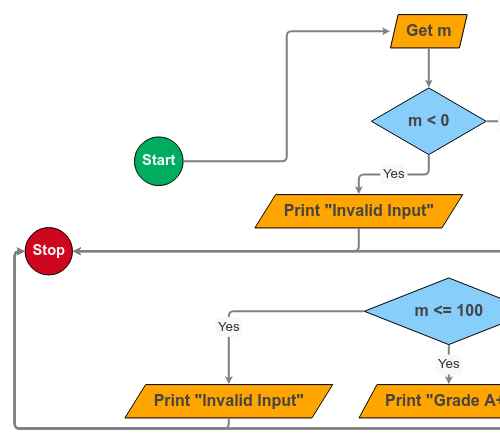 Get m
m < 0
Start
Yes
Print "Invalid Input"
Stop
m <= 100
Yes
Yes
Print "Invalid Input"
Print "Grade A+